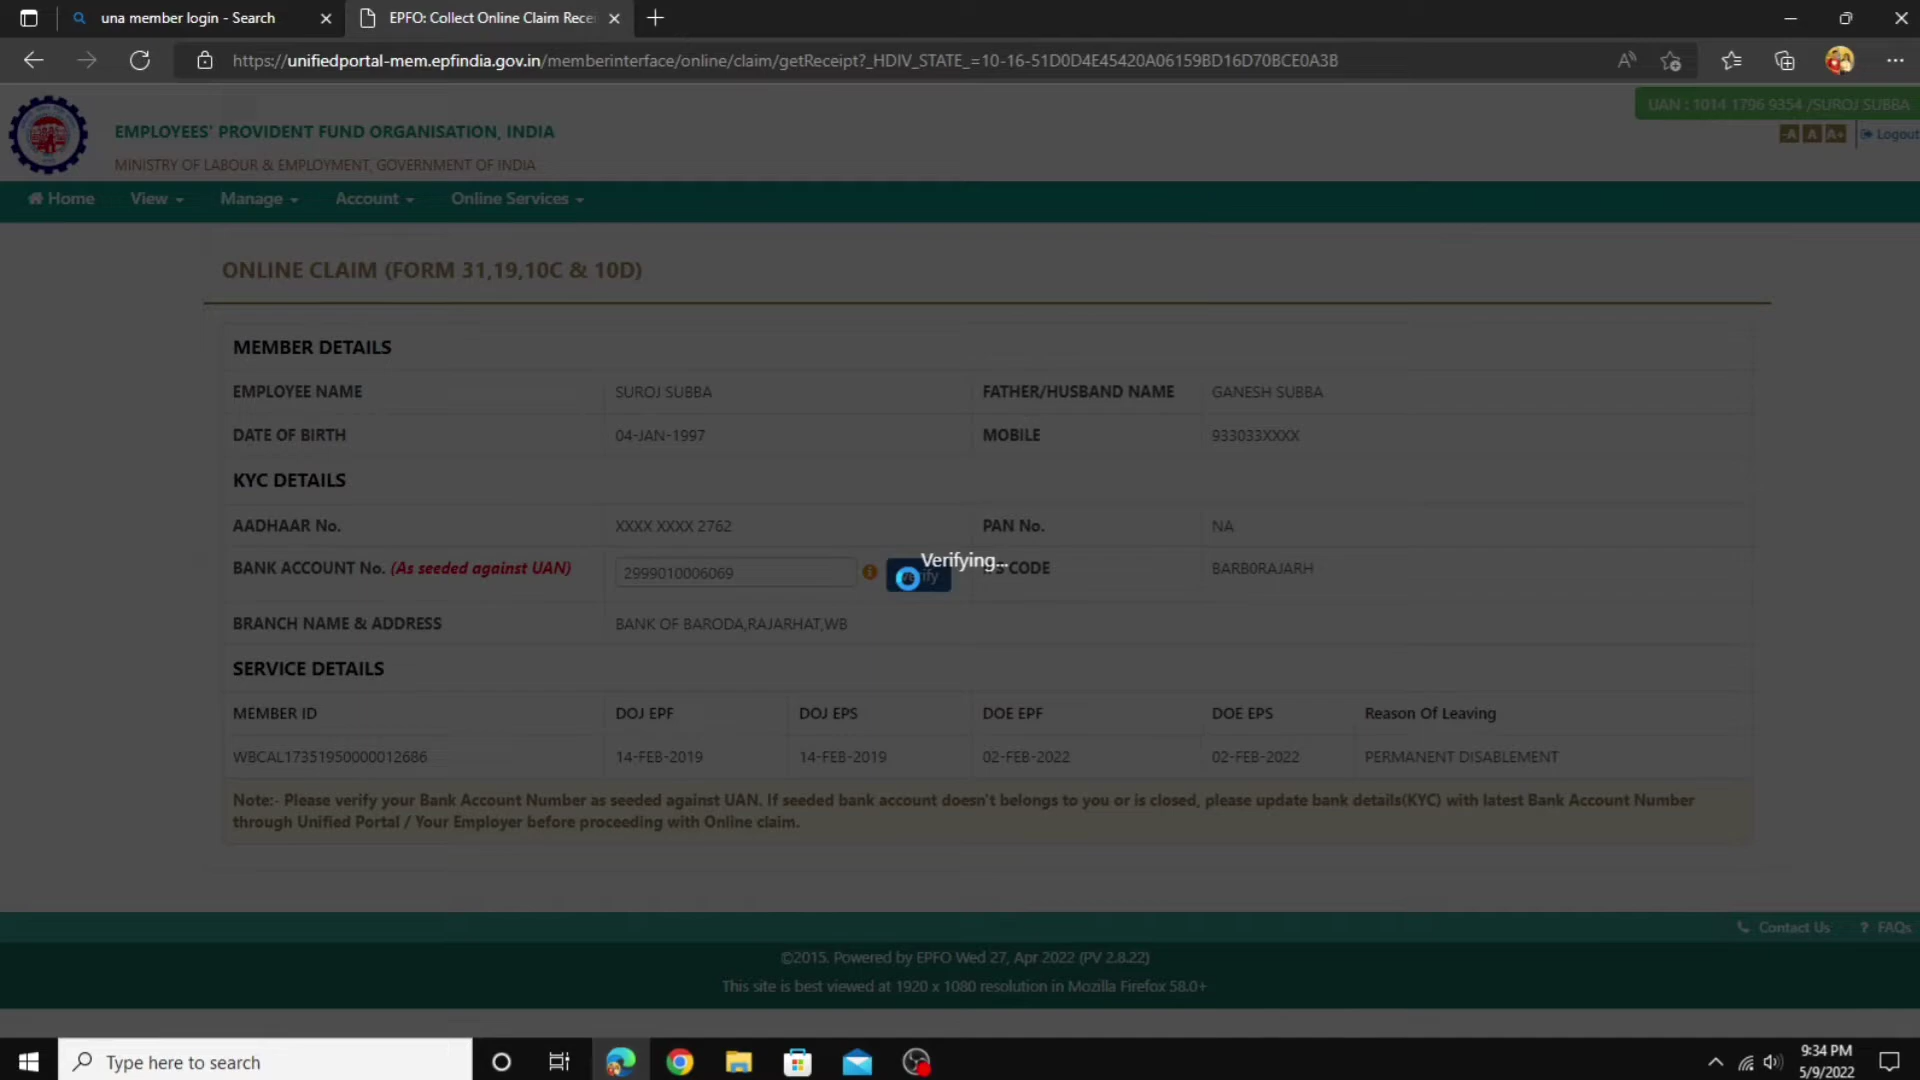 una member login - Search
EPFO: Collect Online Claim Rece
https://unifiedportal-mem.epfindia.gov.in/memberinterface/online/claim/getReceipt?_HDIV_STATE_=10-16-51D0D4E45420A06159BD16D70BCE0A3B
UAN : 1014 1796 9354 /SUROJ SUBBA
EMPLOYEES' PROVIDENT FUND ORGANISATION, INDIA
-A A A+ Logout
MINISTRY OF LABOUR & EMPLOYMENT, GOVERNMENT OF INDIA
Home View Manage Account Online Services
ONLINE CLAIM (FORM 31,19,10C & 10D)
MEMBER DETAILS
EMPLOYEE NAME SUROJ SUBBA FATHER/HUSBAND NAME GANESH SUBBA
DATE OF BIRTH 04-JAN-1997 MOBILE 933033XXXX
KYC DETAILS
AADHAAR No. XXXX XXXX 2762 PAN No. NA
Verifying...
BANK ACCOUNT No. (As seeded against UAN) 2999010006069 CODE BARB0RAJARH
BRANCH NAME & ADDRESS BANK OF BARODA,RAJARHAT,WB
SERVICE DETAILS
MEMBER ID DOJ EPF DOJ EPS DOE EPF DOE EPS Reason Of Leaving
WBCAL17351950000012686 14-FEB-2019 14-FEB-2019 02-FEB-2022 02-FEB-2022 PERMANENT DISABLEMENT
Note:- Please verify your Bank Account Number as seeded against UAN. If seeded bank account doesn't belongs to you or is closed, please update bank details(KYC) with latest Bank Account Number
through Unified Portal / Your Employer before proceeding with Online claim.
Contact Us ? FAQs
©2015. Powered by EPFO Wed 27, Apr 2022 (PV 2.8.22)
This site is best viewed at 1920 x 1080 resolution in Mozilla Firefox 58.0+
Type here to search
9:34 PM
5/9/2022